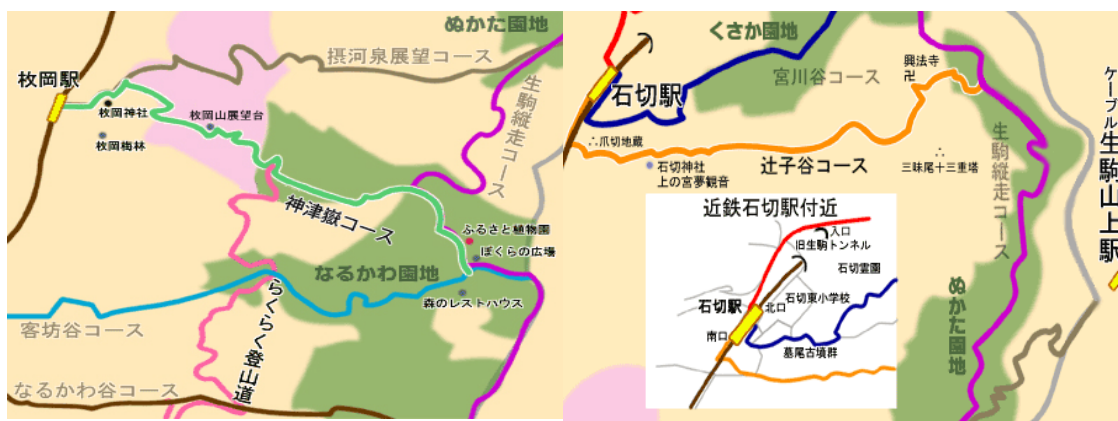 ぬかた園地
摂河泉展望コース
枚岡駅
枚岡神社
枚岡山展望台
枚岡梅林
生駒縦走コース
神津嶽コース
ふるさと植物園
ぼくらの広場
なるかわ園地
森のレストハウス
客坊谷コース
らくらく登山道
なるかわ谷コース
くさか園地
興法寺
卍
宮川谷コース
石切駅
∴爪切地蔵
石切神社
上の宮夢観音
辻子谷コース
∴
三昧尾十三重塔
生駒縦走コース
ケーブル生駒山上駅
ぬかた園地
近鉄石切駅付近
入口
旧生駒トンネル
石切霊園
石切東小学校
石切駅
北口
南口
墓尾古墳群